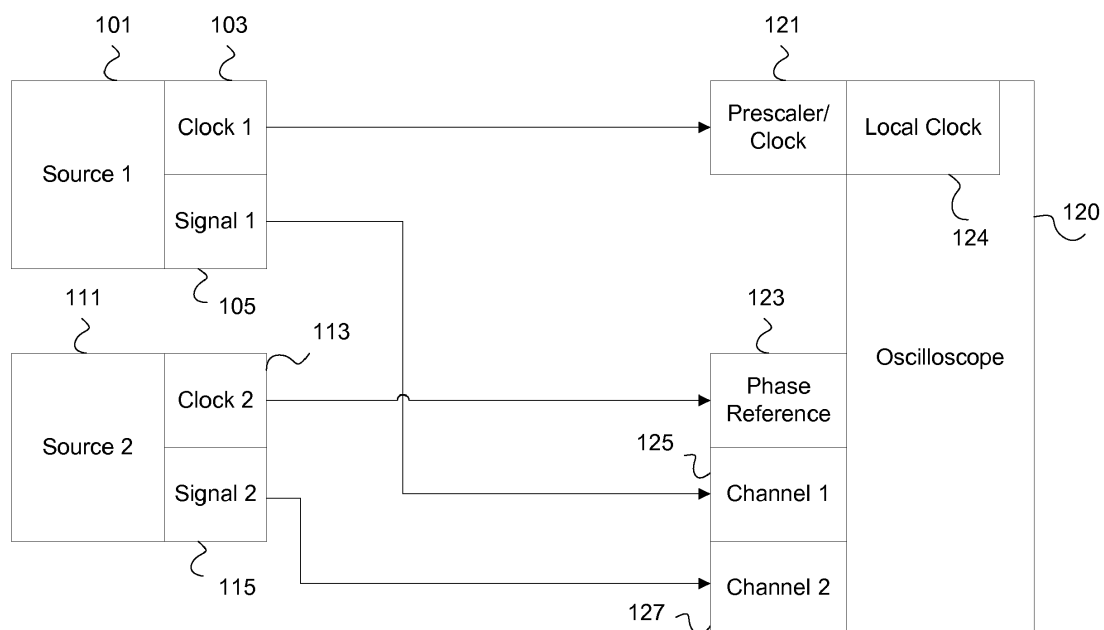 101
103
121
Source 1
Clock 1
Signal 1
Prescaler/
Clock
Local Clock
120
124
105
111
113
123
Source 2
Clock 2
Signal 2
Phase
Reference
Oscilloscope
125
Channel 1
115
Channel 2
127